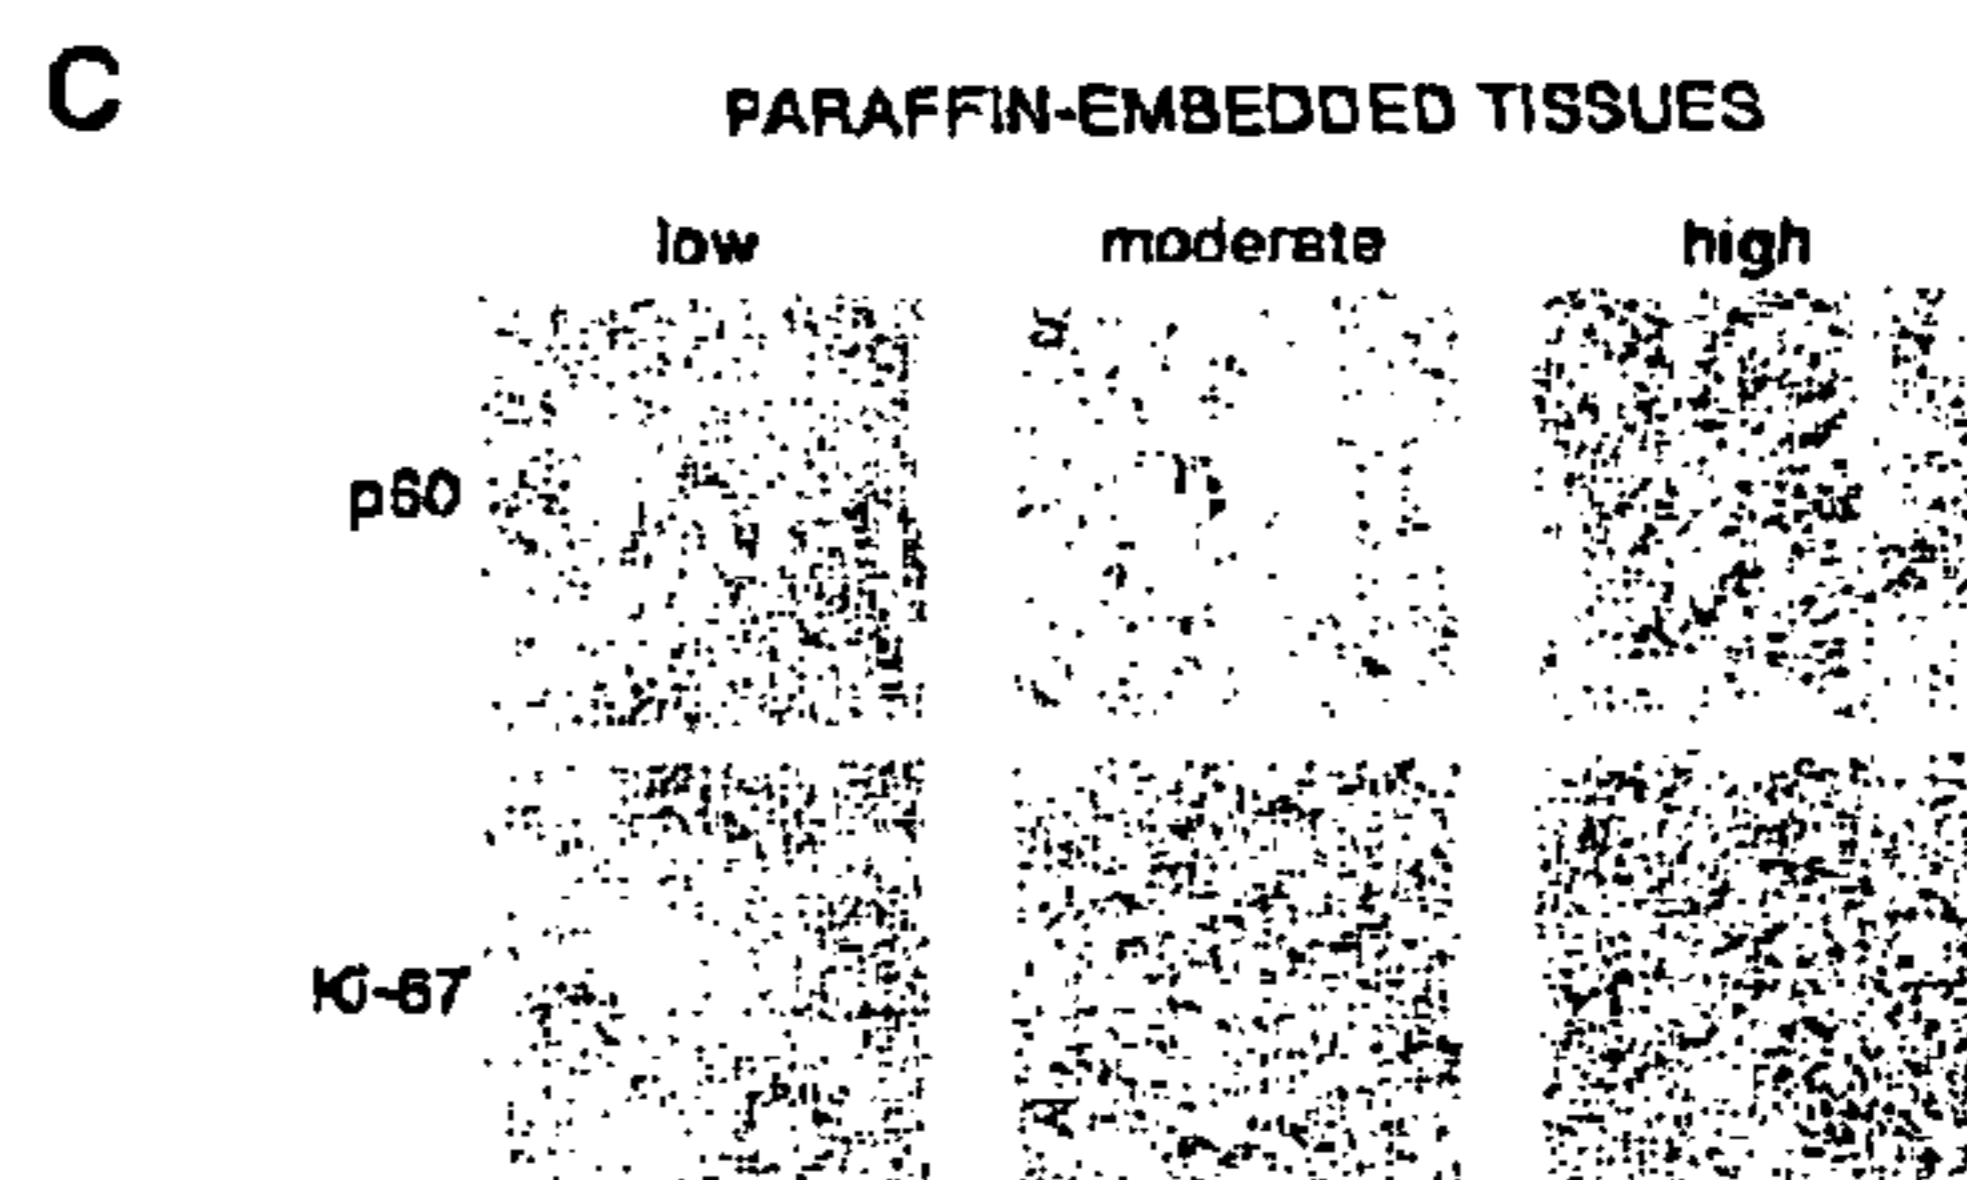 C
PARAFFIN-EMBEDDED TISSUES
low moderate high
p60
Ki-67